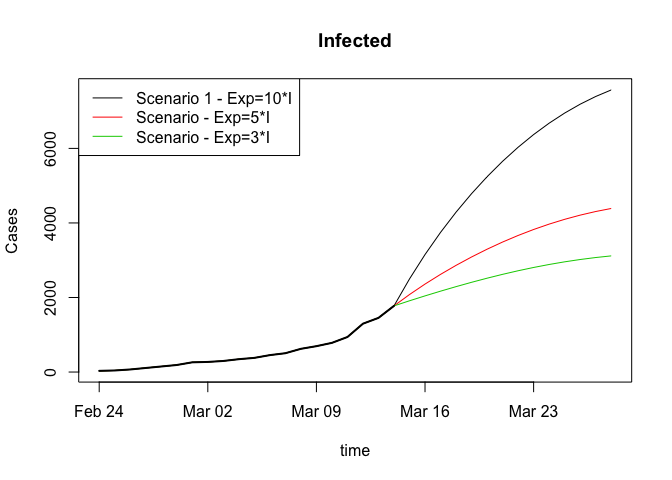 Infected
Scenario 1 - Exp=10*I
Scenario - Exp=5*I
Scenario - Exp=3*I
Cases
6000
4000
2000
0
Feb 24 Mar 02 Mar 09 Mar 16 Mar 23
time